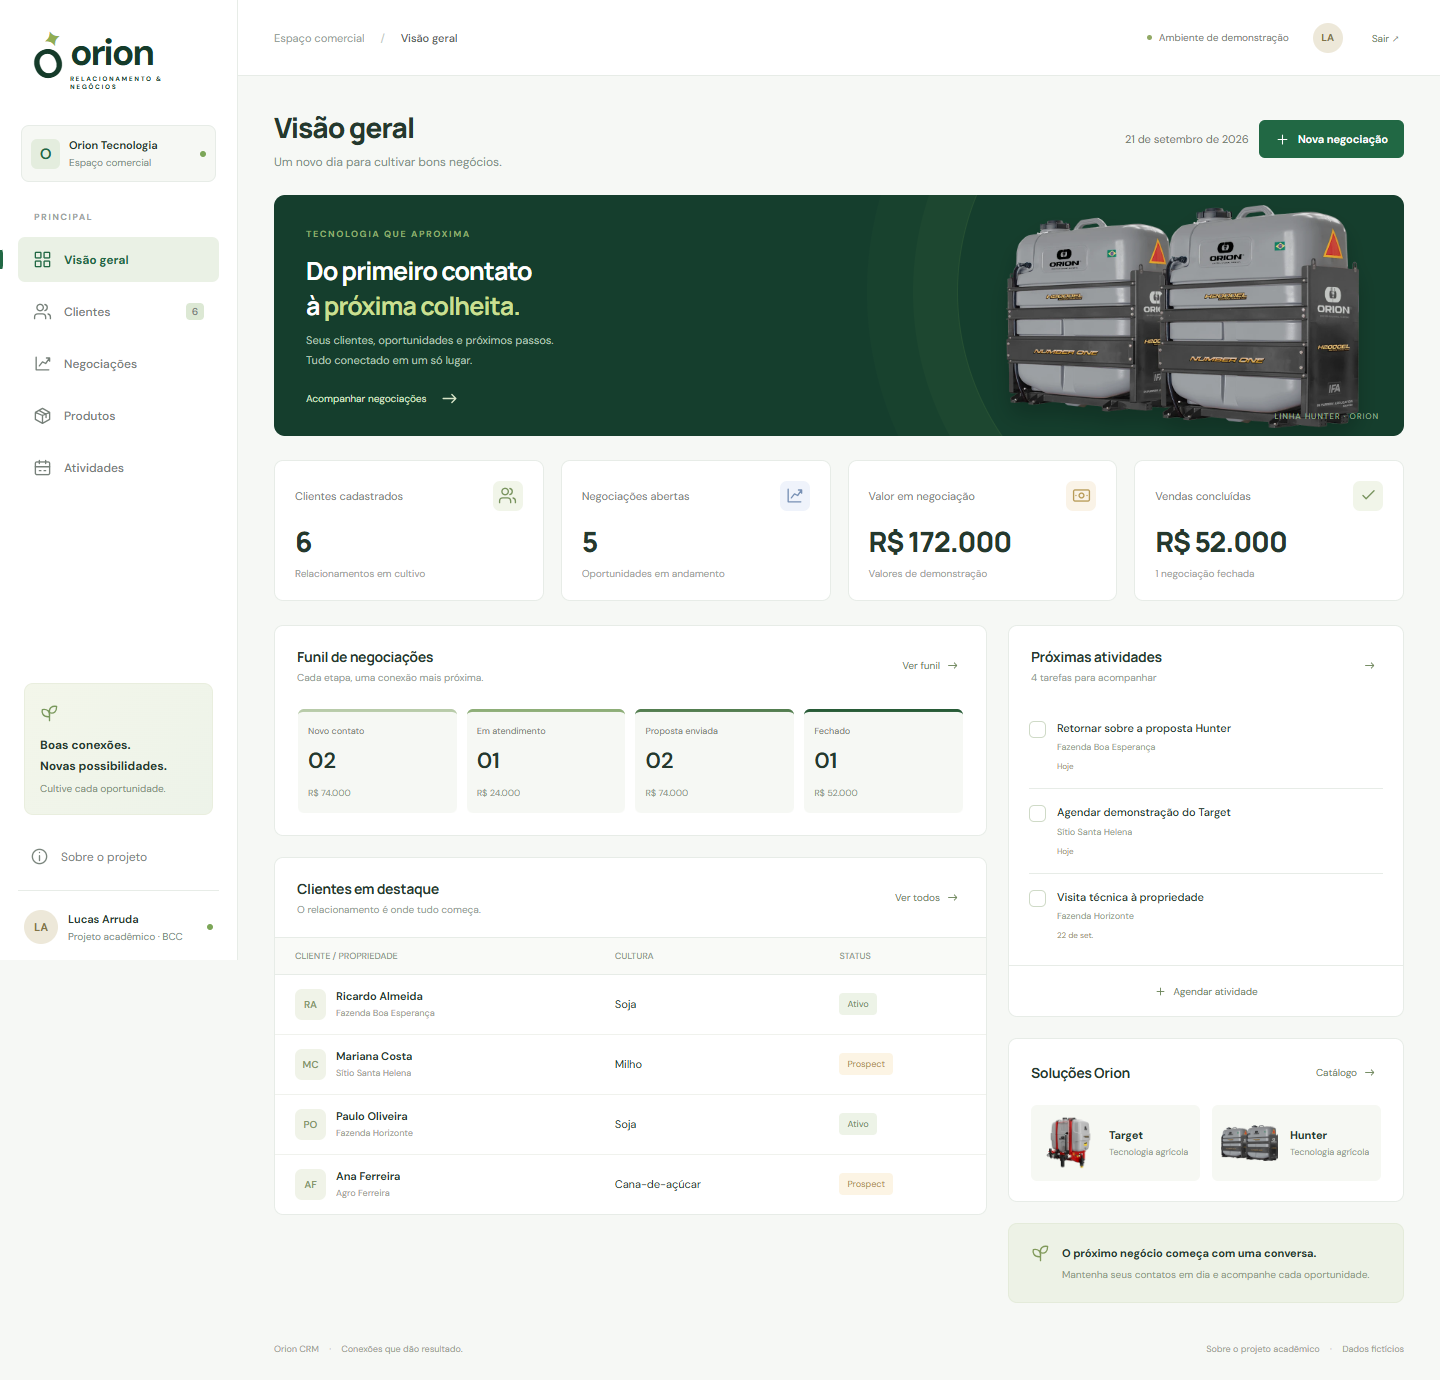 orion
RELACIONAMENTO &
NEGÓCIOS
O
Orion Tecnologia
Espaço comercial
PRINCIPAL
Visão geral
Clientes
6
Negociações
Produtos
Atividades
Boas conexões.
Novas possibilidades.
Cultive cada oportunidade.
Sobre o projeto
LA
Lucas Arruda
Projeto acadêmico · BCC
Espaço comercial / Visão geral
Ambiente de demonstração
LA
Sair ↗
Visão geral
Um novo dia para cultivar bons negócios.
21 de setembro de 2026
Nova negociação
TECNOLOGIA QUE APROXIMA
Do primeiro contato
à próxima colheita.
Seus clientes, oportunidades e próximos passos.
Tudo conectado em um só lugar.
Acompanhar negociações
ORION
ORION
ORION
NUMBER ONE
NUMBER ONE
IFA
LINHA HUNTER · ORION
Clientes cadastrados
6
Relacionamentos em cultivo
Negociações abertas
5
Oportunidades em andamento
Valor em negociação
R$ 172.000
Valores de demonstração
Vendas concluídas
R$ 52.000
1 negociação fechada
Funil de negociações
Cada etapa, uma conexão mais próxima.
Ver funil
Novo contato
02
R$ 74.000
Em atendimento
01
R$ 24.000
Proposta enviada
02
R$ 74.000
Fechado
01
R$ 52.000
Clientes em destaque
O relacionamento é onde tudo começa.
Ver todos
CLIENTE / PROPRIEDADE CULTURA STATUS
RA
Ricardo Almeida
Fazenda Boa Esperança
Soja
Ativo
MC
Mariana Costa
Sítio Santa Helena
Milho
Prospect
PO
Paulo Oliveira
Fazenda Horizonte
Soja
Ativo
AF
Ana Ferreira
Agro Ferreira
Cana-de-açúcar
Prospect
Próximas atividades
4 tarefas para acompanhar
Retornar sobre a proposta Hunter
Fazenda Boa Esperança
Hoje
Agendar demonstração do Target
Sítio Santa Helena
Hoje
Visita técnica à propriedade
Fazenda Horizonte
22 de set.
Agendar atividade
Soluções Orion
Catálogo
Target
Tecnologia agrícola
Hunter
Tecnologia agrícola
O próximo negócio começa com uma conversa.
Mantenha seus contatos em dia e acompanhe cada oportunidade.
Orion CRM · Conexões que dão resultado.
Sobre o projeto acadêmico · Dados fictícios